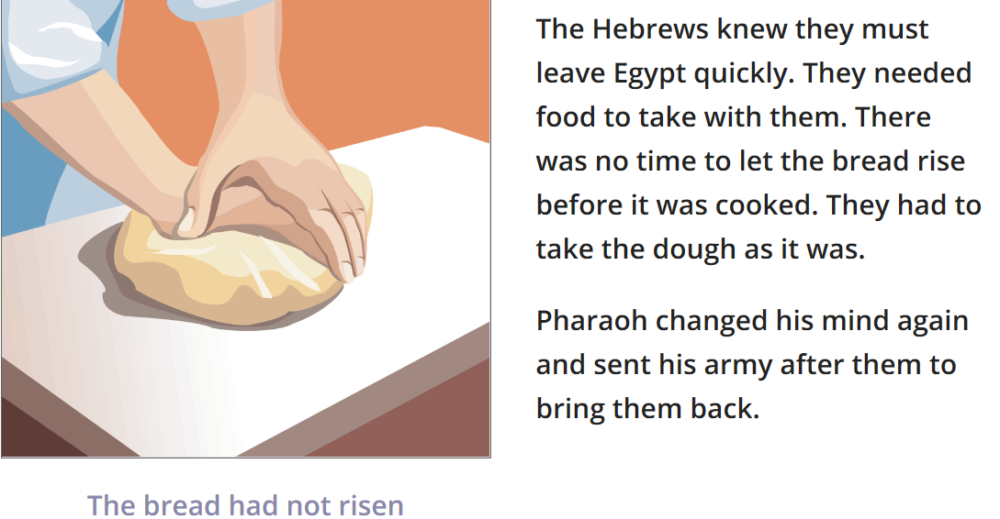 The Hebrews knew they must
leave Egypt quickly. They needed
food to take with them. There
was no time to let the bread rise
before it was cooked. They had to
take the dough as it was.
Pharaoh changed his mind again
and sent his army after them to
bring them back.
The bread had not risen